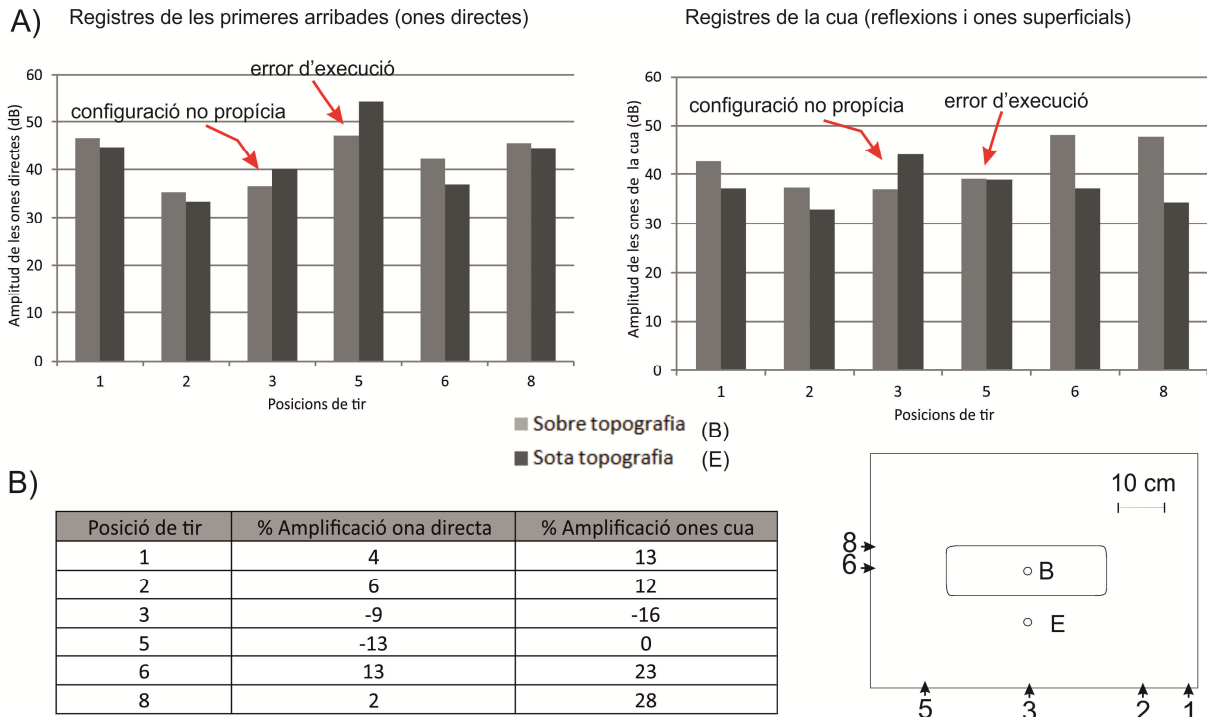 A)
Registres de les primeres arribades (ones directes)
60
50
40
30
20
10
0
Amplitud de les ones directes (dB)
error d'execució
configuració no propícia
1 2 3 5 6 8
Posicions de tir
Registres de la cua (reflexions i ones superficials)
60
50
40
30
20
10
0
Amplitud de les ones de la cua (dB)
configuració no propícia
error d'execució
1 2 3 5 6 8
Posicions de tir
Sobre topografia (B)
Sota topografia (E)
B)
Posició de tir % Amplificació ona directa % Amplificació ones cua
1 4 13
2 6 12
3 -9 -16
5 -13 0
6 13 23
8 2 28
10 cm
8
6
B
E
5 3 2 1